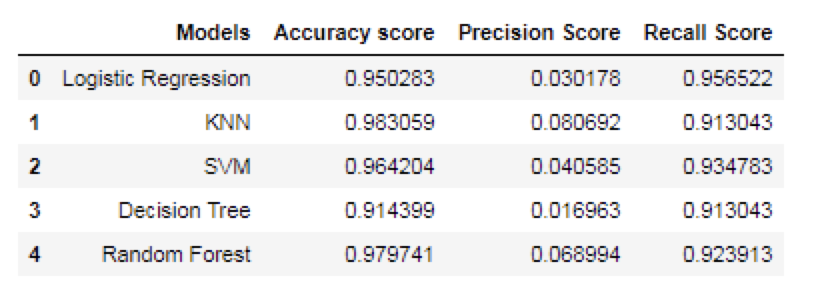 Models Accuracy score Precision Score Recall Score
0 Logistic Regression 0.950283 0.030178 0.956522
1 KNN 0.983059 0.080692 0.913043
2 SVM 0.964204 0.040585 0.934783
3 Decision Tree 0.914399 0.016963 0.913043
4 Random Forest 0.979741 0.068994 0.923913